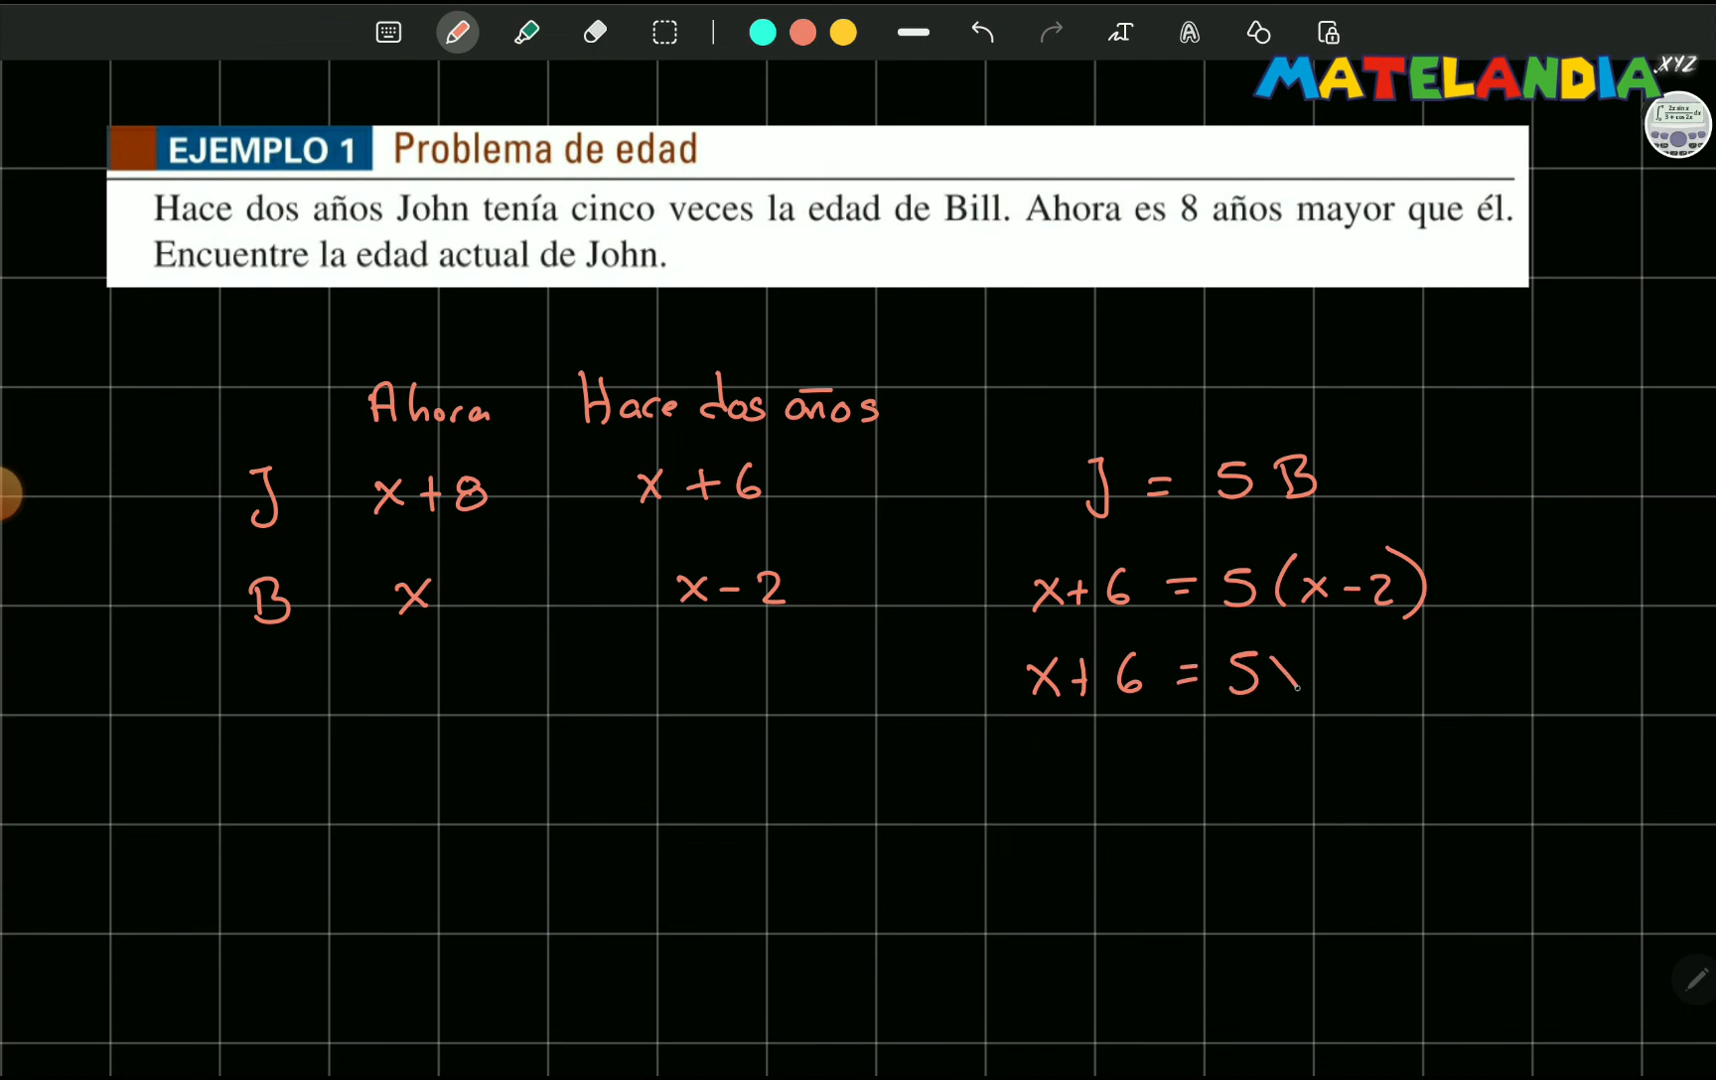 MATELANDIA.XYZ
EJEMPLO 1 Problema de edad
Hace dos años John tenía cinco veces la edad de Bill. Ahora es 8 años mayor que él.
Encuentre la edad actual de John.
Ahora Hace dos años
J x+8 x+6
B x x-2
J = 5B
x+6 = 5(x-2)
x+6 = 5